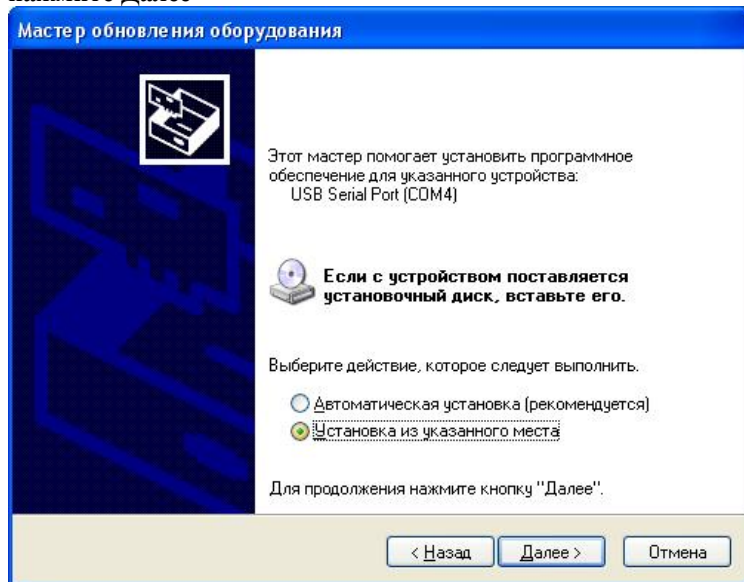 нажмите Далее
Мастер обновления оборудования
Этот мастер помогает установить программное
обеспечение для указанного устройства:
USB Serial Port (COM4)
Если с устройством поставляется
установочный диск, вставьте его.
Выберите действие, которое следует выполнить.
Автоматическая установка (рекомендуется)
Установка из указанного места
Для продолжения нажмите кнопку "Далее".
< Назад Далее > Отмена